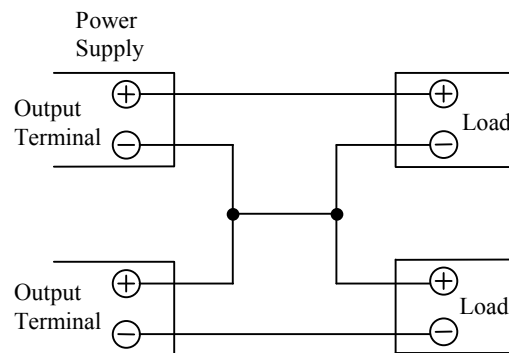 Power
Supply
Output
Terminal
+
−
+
−
Load
Output
Terminal
+
−
+
−
Load